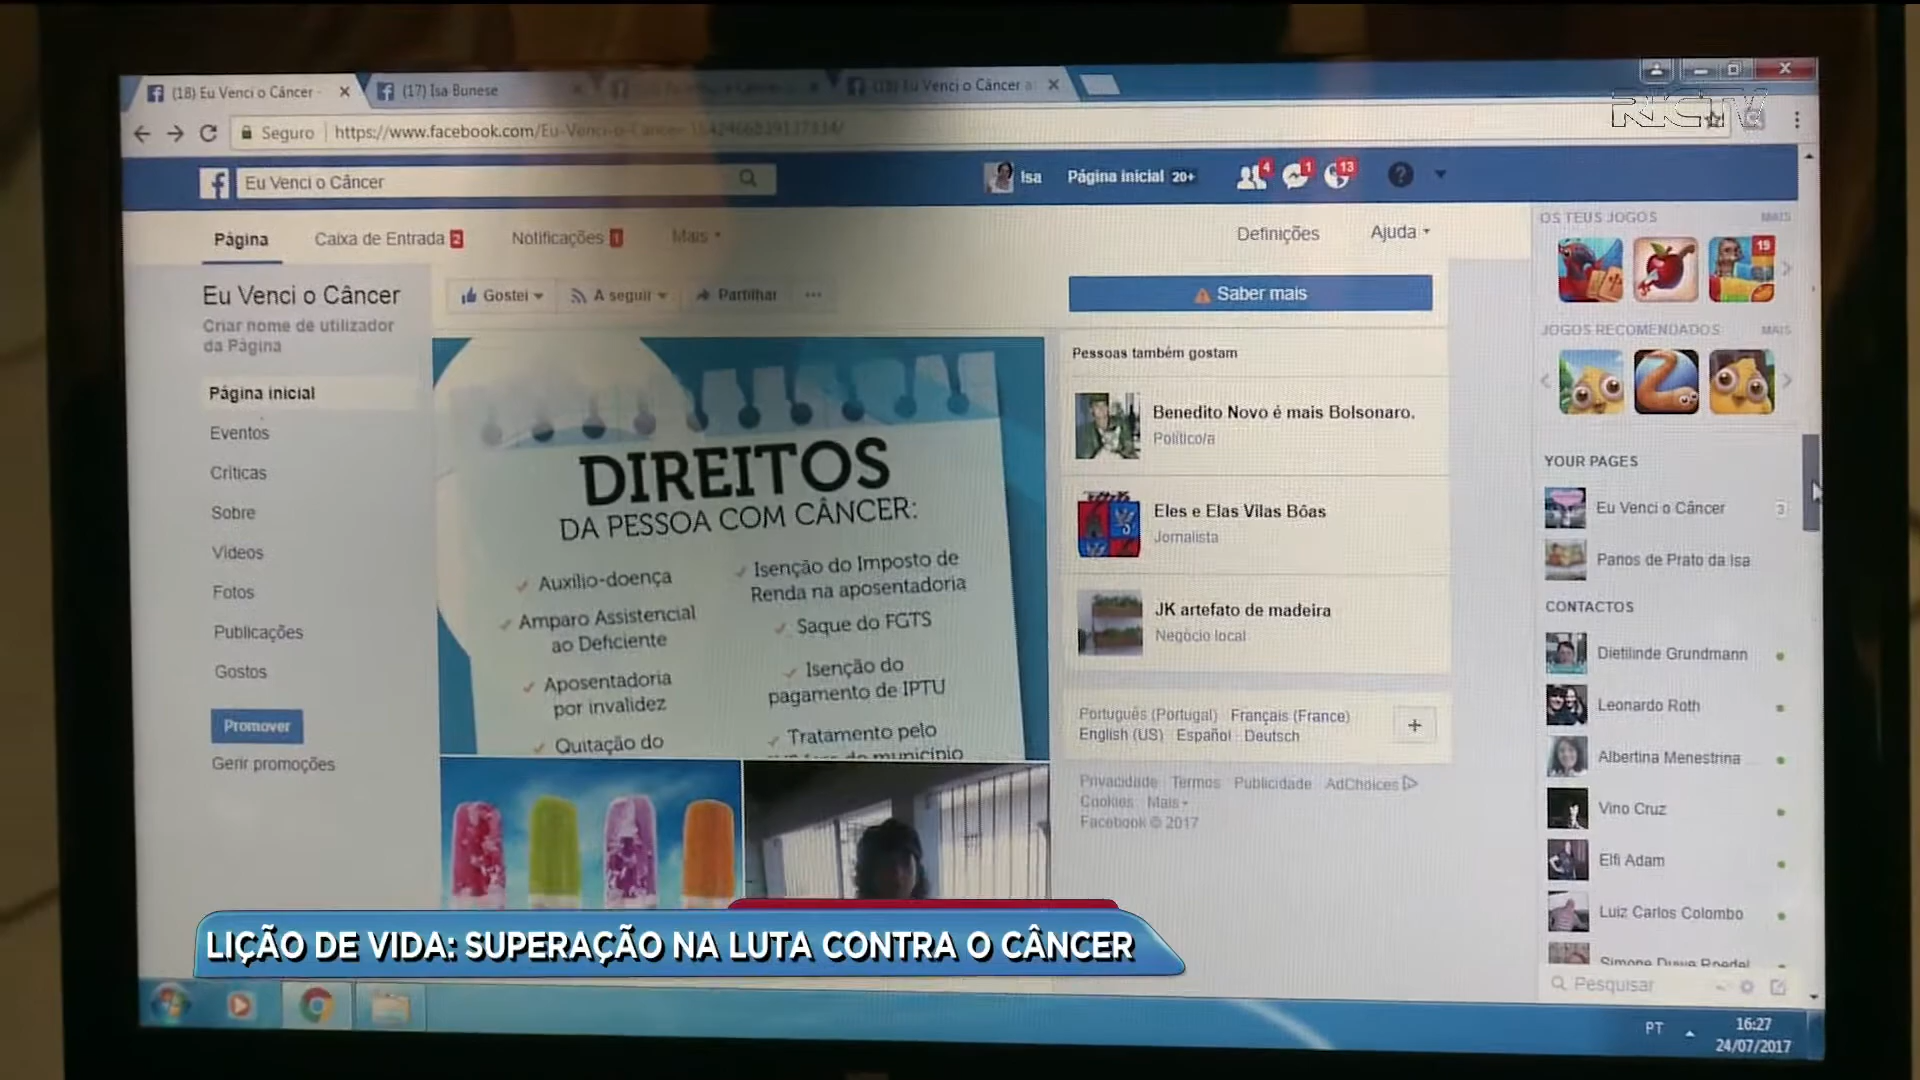 (18) Eu Venci o Câncer -
(17) Isa Bunese
(18) Eu Venci o Câncer a
RICTV
Seguro
https://www.facebook.com/Eu-Venci-o-Cancer
Eu Venci o Câncer
Isa
Página inicial 20+
4
1
13
?
Página
Caixa de Entrada 2
Notificações 1
Mais
Definições
Ajuda
Eu Venci o Câncer
Criar nome de utilizador
da Página
Página inicial
Eventos
Críticas
Sobre
Vídeos
Fotos
Publicações
Gostos
Promover
Gerir promoções
Gostei
A seguir
Partilhar
...
Saber mais
DIREITOS
DA PESSOA COM CÂNCER:
Auxílio-doença
Amparo Assistencial
ao Deficiente
Aposentadoria
por invalidez
Quitação do
Isenção do Imposto de
Renda na aposentadoria
Saque do FGTS
Isenção do
pagamento de IPTU
Tratamento pelo
do município
Pessoas também gostam
Benedito Novo é mais Bolsonaro.
Político/a
Eles e Elas Vilas Bôas
Jornalista
JK artefato de madeira
Negócio local
Português (Portugal) · Français (France)
English (US) · Español · Deutsch
+
Privacidade · Termos · Publicidade · AdChoices
Cookies · Mais
Facebook © 2017
OS TEUS JOGOS
MAIS
19
JOGOS RECOMENDADOS
MAIS
YOUR PAGES
Eu Venci o Câncer
3
Panos de Prato da Isa
CONTACTOS
Dietilinde Grundmann
Leonardo Roth
Albertina Menestrina
Vino Cruz
Elfi Adam
Luiz Carlos Colombo
Simone
Pesquisar
LIÇÃO DE VIDA: SUPERAÇÃO NA LUTA CONTRA O CÂNCER
PT
16:27
24/07/2017